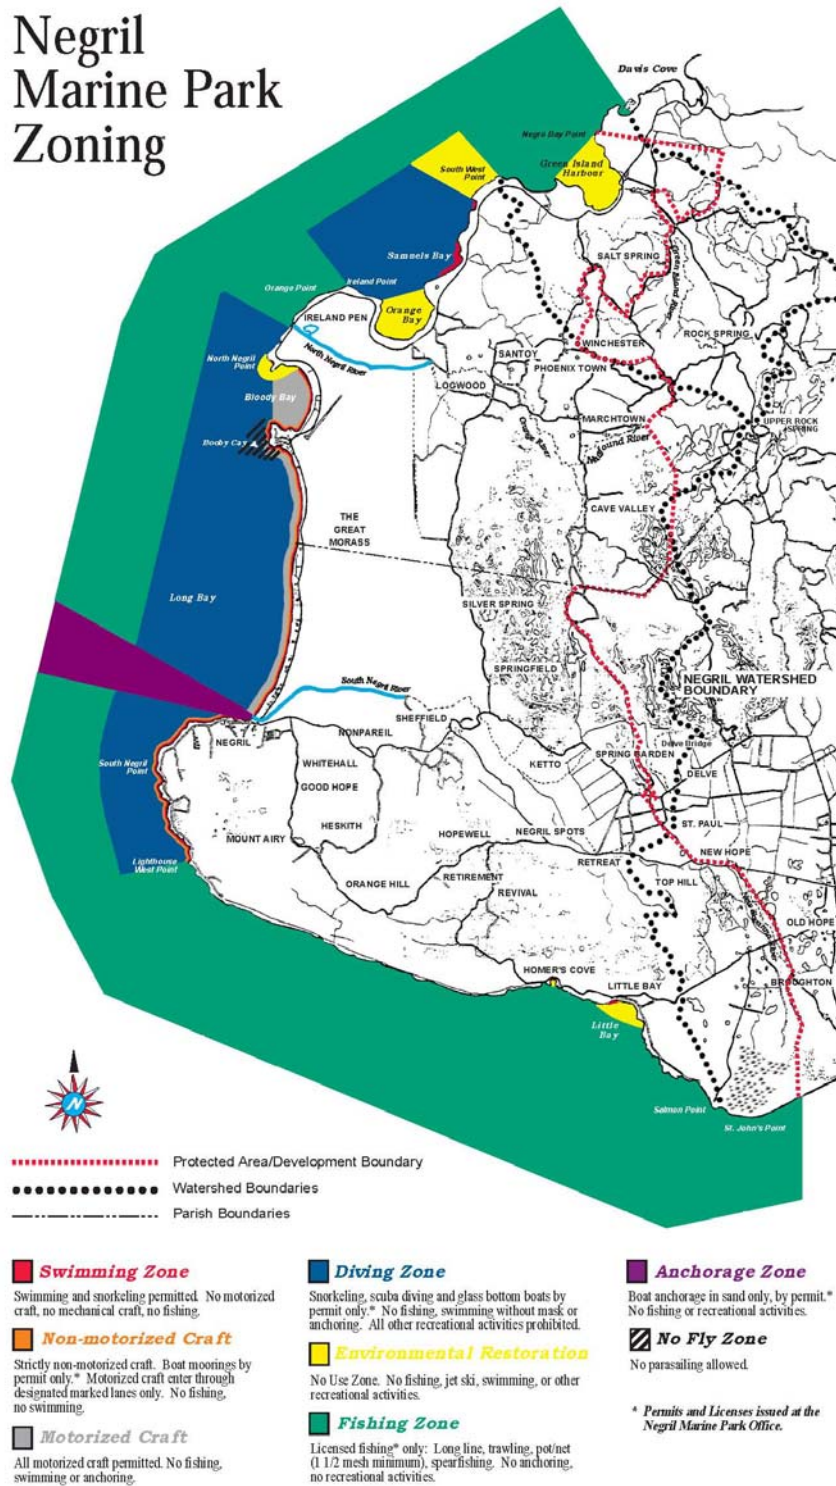 Negril
Marine Park
Zoning
Davis Cove
Negro Bay Point
Green Island
Harbour
South West
Point
Samuels Bay
SALT SPRING
Green Island River
Ireland Point
Orange Point
Orange
Bay
IRELAND PEN
WINCHESTER
ROCK SPRING
North Negril River
SANTOY
North Negril
Point
PHOENIX TOWN
LOGWOOD
Bloody Bay
MARCHTOWN
UPPER ROCK
SPRING
Orange River
Newfound River
Booby Cay
CAVE VALLEY
THE
GREAT
MORASS
Long Bay
SILVER SPRING
SPRINGFIELD
NEGRIL WATERSHED
BOUNDARY
South Negril River
SHEFFIELD
NONPAREIL
NEGRIL
Delve Bridge
SPRING GARDEN
South Negril
Point
WHITEHALL
KETTO
DELVE
GOOD HOPE
HESKITH
ST. PAUL
MOUNT AIRY
HOPEWELL
NEGRIL SPOTS
NEW HOPE
Lighthouse
West Point
RETREAT
ORANGE HILL
RETIREMENT
TOP HILL
REVIVAL
OLD HOPE
HOMER'S COVE
LITTLE BAY
BROUGHTON
Little
Bay
N
Salmon Point
St. John's Point
Protected Area/Development Boundary
Watershed Boundaries
Parish Boundaries
Swimming Zone
Swimming and snorkeling permitted. No motorized
craft, no mechanical craft, no fishing.
Non-motorized Craft
Strictly non-motorized craft. Boat moorings by
permit only.* Motorized craft enter through
designated marked lanes only. No fishing,
no swimming.
Motorized Craft
All motorized craft permitted. No fishing,
swimming or anchoring.
Diving Zone
Snorkeling, scuba diving and glass bottom boats by
permit only.* No fishing, swimming without mask or
anchoring. All other recreational activities prohibited.
Environmental Restoration
No Use Zone. No fishing, jet ski, swimming, or other
recreational activities.
Fishing Zone
Licensed fishing* only: Long line, trawling, pot/net
(1 1/2 mesh minimum), spearfishing. No anchoring,
no recreational activities.
Anchorage Zone
Boat anchorage in sand only, by permit.*
No fishing or recreational activities.
No Fly Zone
No parasailing allowed.
* Permits and Licenses issued at the
Negril Marine Park Office.